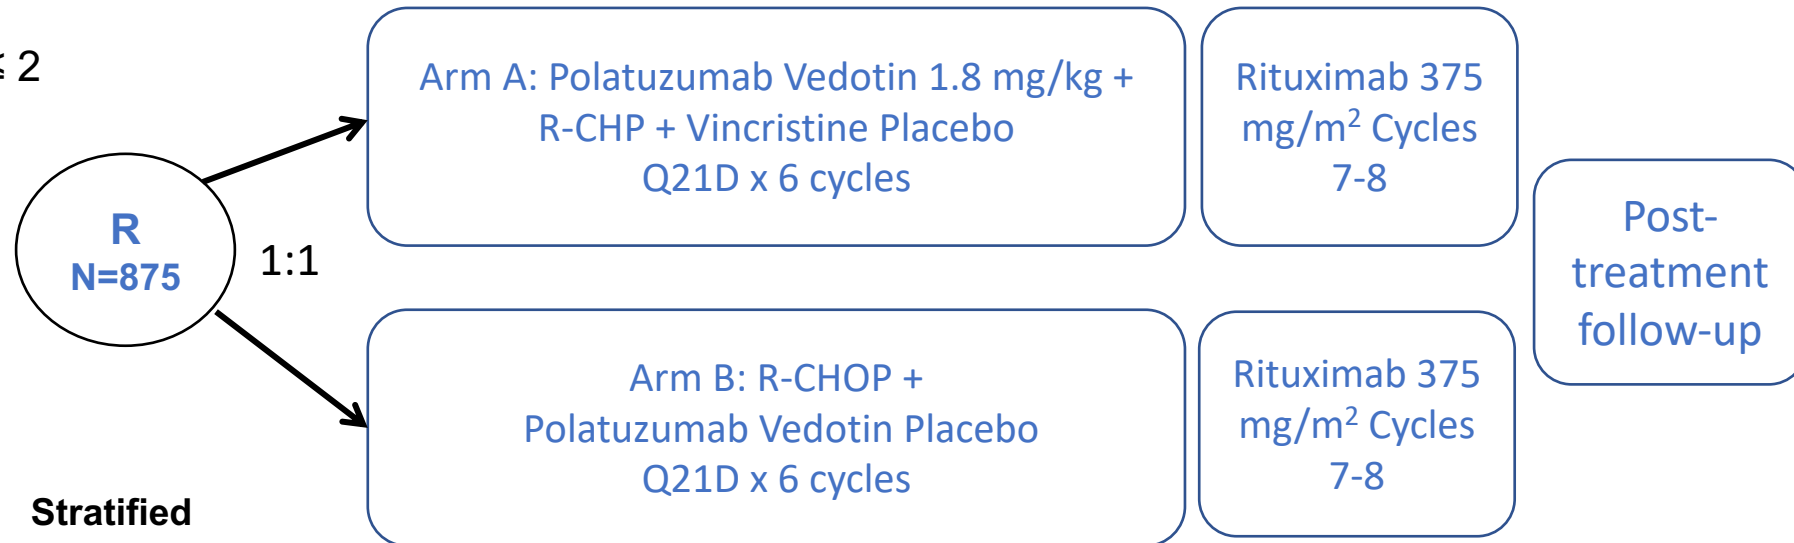 ≤ 2
Arm A: Polatuzumab Vedotin 1.8 mg/kg +
R-CHP + Vincristine Placebo
Q21D x 6 cycles
Rituximab 375
mg/m² Cycles
7-8
R
N=875
1:1
Post-
treatment
follow-up
Arm B: R-CHOP +
Polatuzumab Vedotin Placebo
Q21D x 6 cycles
Rituximab 375
mg/m² Cycles
7-8
Stratified